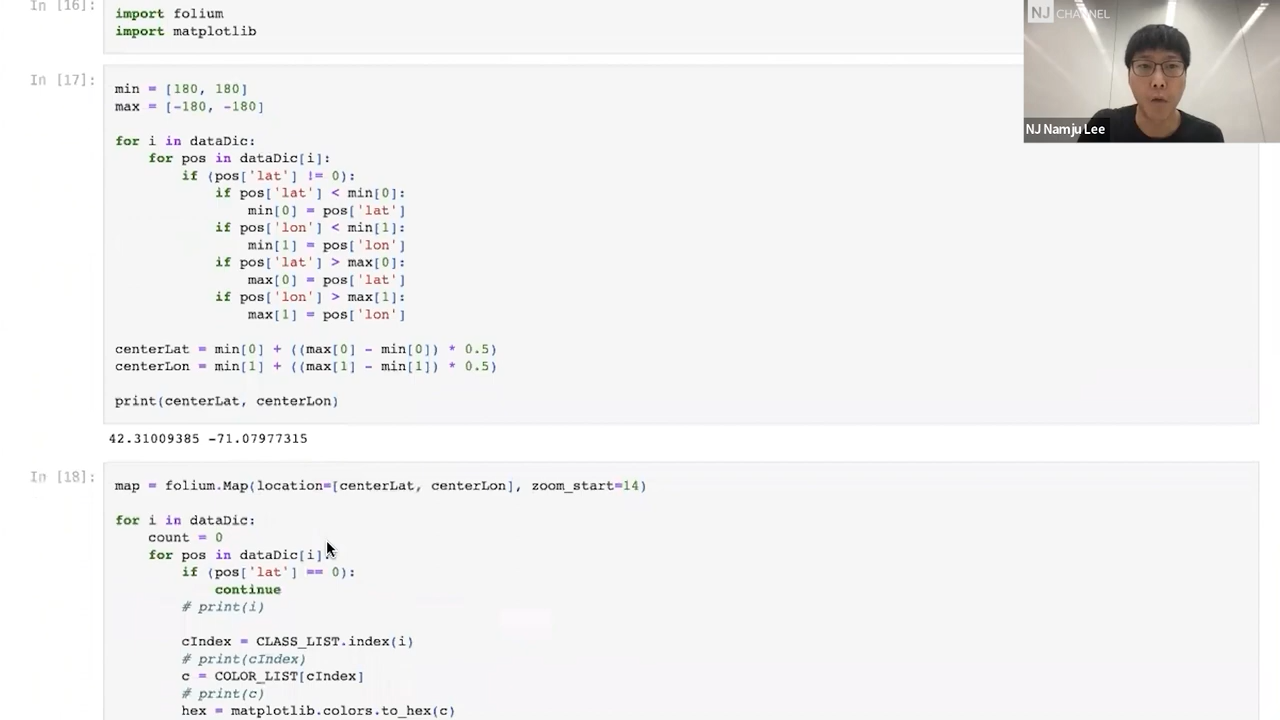 In [16]:
import folium
import matplotlib
NJ CHANNEL
In [17]:
min = [180, 180]
max = [-180, -180]
NJ Namju Lee
for i in dataDic:
    for pos in dataDic[i]:
        if (pos['lat'] != 0):
            if pos['lat'] < min[0]:
                min[0] = pos['lat']
            if pos['lon'] < min[1]:
                min[1] = pos['lon']
            if pos['lat'] > max[0]:
                max[0] = pos['lat']
            if pos['lon'] > max[1]:
                max[1] = pos['lon']
centerLat = min[0] + ((max[0] - min[0]) * 0.5)
centerLon = min[1] + ((max[1] - min[1]) * 0.5)
print(centerLat, centerLon)
42.31009385 -71.07977315
In [18]:
map = folium.Map(location=[centerLat, centerLon], zoom_start=14)
for i in dataDic:
    count = 0
    for pos in dataDic[i]:
        if (pos['lat'] == 0):
            continue
        # print(i)
        cIndex = CLASS_LIST.index(i)
        # print(cIndex)
        c = COLOR_LIST[cIndex]
        # print(c)
        hex = matplotlib.colors.to_hex(c)